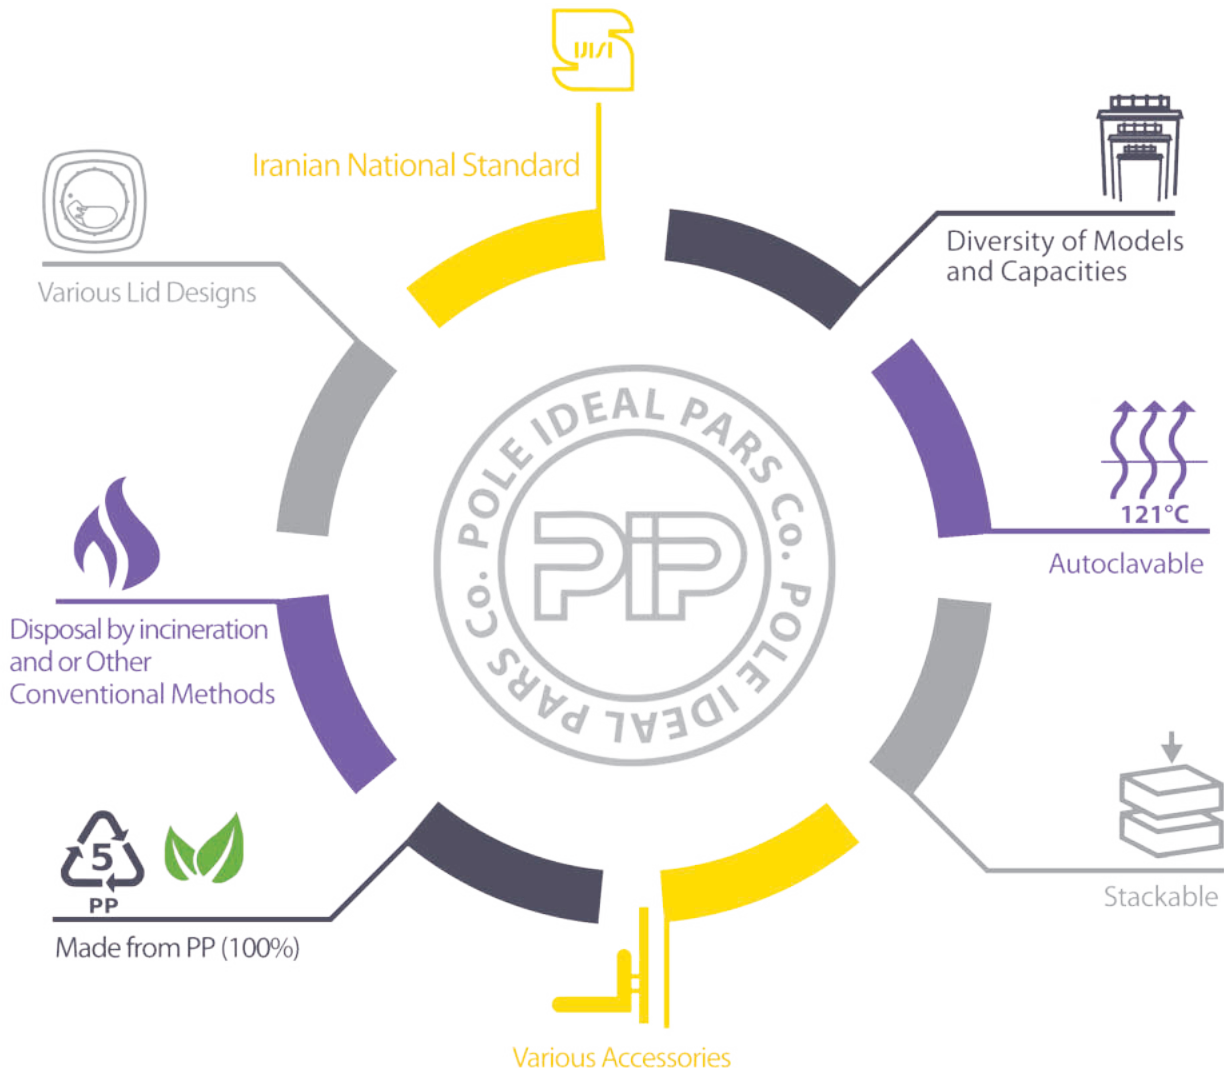 Iranian National Standard
Diversity of Models
and Capacities
Various Lid Designs
POLE IDEAL PARS Co. POLE IDEAL PARS Co.
PiP
121°C
Autoclavable
Disposal by incineration
and or Other
Conventional Methods
5
PP
Made from PP (100%)
Stackable
Various Accessories